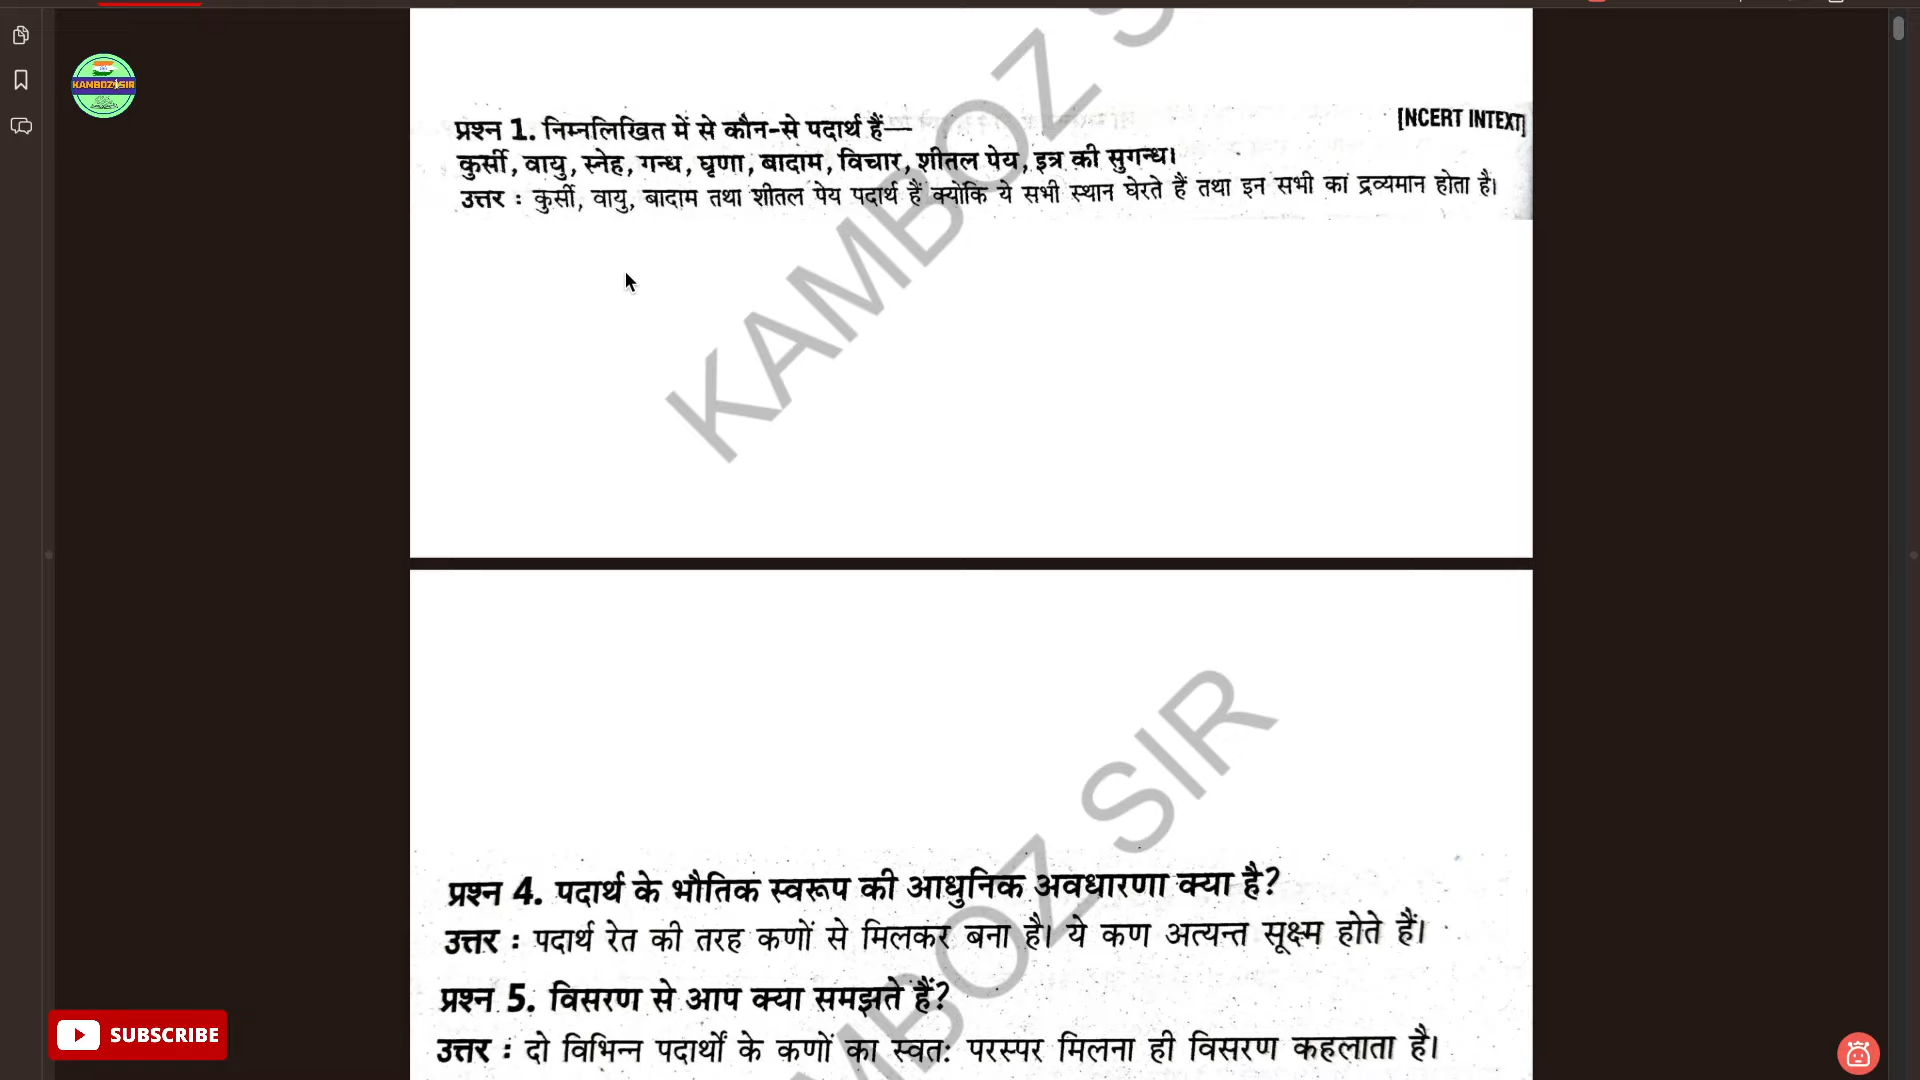 KAMBOZ SIR
[NCERT INTEXT]
प्रश्न 1. निम्नलिखित में से कौन-से पदार्थ हैं—
कुर्सी, वायु, स्नेह, गन्ध, घृणा, बादाम, विचार, शीतल पेय, इत्र की सुगन्ध।
उत्तर : कुर्सी, वायु, बादाम तथा शीतल पेय पदार्थ हैं क्योकि ये सभी स्थान घेरते हैं तथा इन सभी का द्रव्यमान होता है।
KAMBOZ S
प्रश्न 4. पदार्थ के भौतिक स्वरूप की आधुनिक अवधारणा क्या है?
उत्तर : पदार्थ रेत की तरह कणों से मिलकर बना है। ये कण अत्यन्त सूक्ष्म होते हैं।
प्रश्न 5. विसरण से आप क्या समझते हैं?
उत्तर : दो विभिन्न पदार्थों के कणों का स्वत: परस्पर मिलना ही विसरण कहलाता है।
MBOZ SIR
SUBSCRIBE